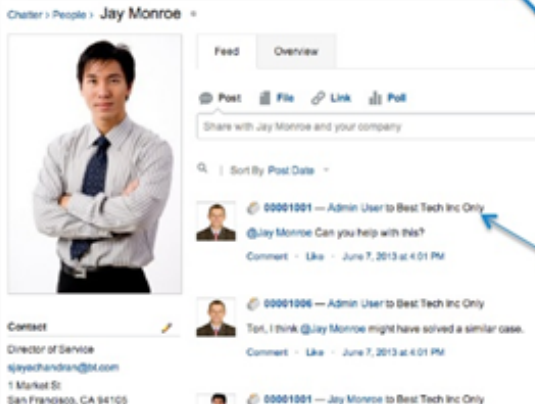 Chatter > People > Jay Monroe
Feed Overview
Post File Link Poll
Share with Jay Monroe and your company
Sort By Post Date
00001001 — Admin User to Best Tech Inc Only
@Jay Monroe Can you help with this?
Comment · Like · June 7, 2013 at 4:01 PM
00001006 — Admin User to Best Tech Inc Only
Tori, I think @Jay Monroe might have solved a similar case.
Comment · Like · June 7, 2013 at 4:01 PM
Contact
Director of Service
sjayachandran@bt.com
1 Market St
San Francisco, CA 94105
00001001 — Jay Monroe to Best Tech Inc Only